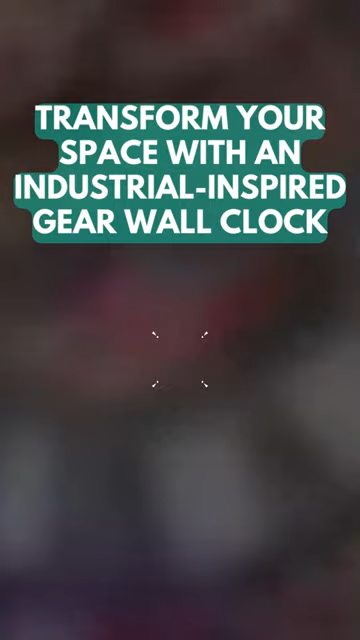 TRANSFORM YOUR
SPACE WITH AN
INDUSTRIAL-INSPIRED
GEAR WALL CLOCK